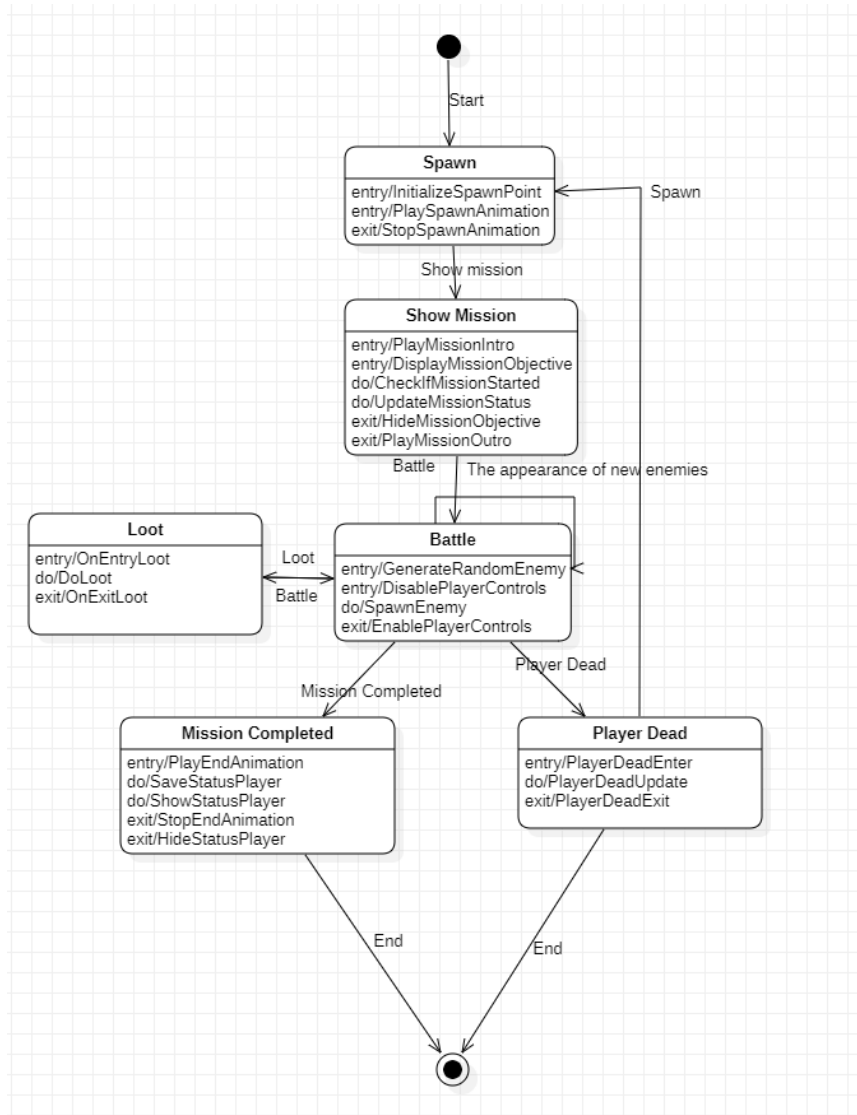 Start
Spawn
entry/InitializeSpawnPoint
entry/PlaySpawnAnimation
exit/StopSpawnAnimation
Spawn
Show mission
Show Mission
entry/PlayMissionIntro
entry/DisplayMissionObjective
do/CheckIfMissionStarted
do/UpdateMissionStatus
exit/HideMissionObjective
exit/PlayMissionOutro
Battle
The appearance of new enemies
Loot
entry/OnEntryLoot
do/DoLoot
exit/OnExitLoot
Loot
Battle
Battle
entry/GenerateRandomEnemy
entry/DisablePlayerControls
do/SpawnEnemy
exit/EnablePlayerControls
Mission Completed
Player Dead
Mission Completed
entry/PlayEndAnimation
do/SaveStatusPlayer
do/ShowStatusPlayer
exit/StopEndAnimation
exit/HideStatusPlayer
Player Dead
entry/PlayerDeadEnter
do/PlayerDeadUpdate
exit/PlayerDeadExit
End
End